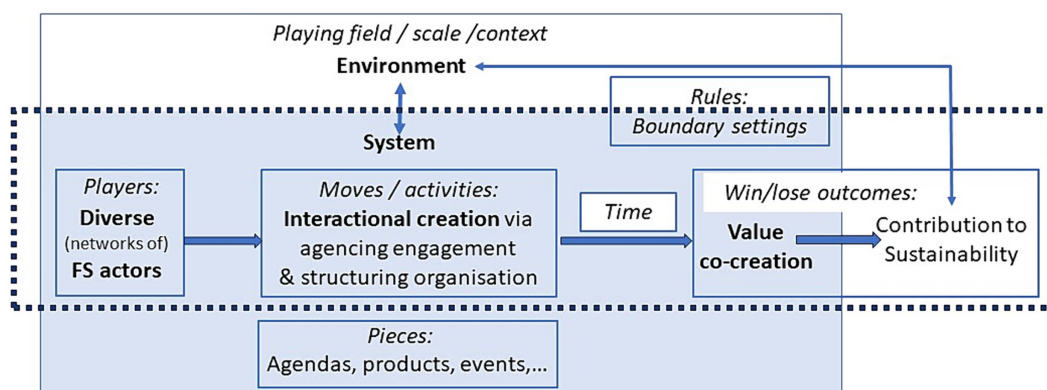 Playing field / scale /context
Environment
Rules:
Boundary settings
System
Players:
Diverse
(networks of)
FS actors
Moves / activities:
Interactional creation via
agencing engagement
& structuring organisation
Time
Win/lose outcomes:
Value
co-creation
Contribution to
Sustainability
Pieces:
Agendas, products, events,...